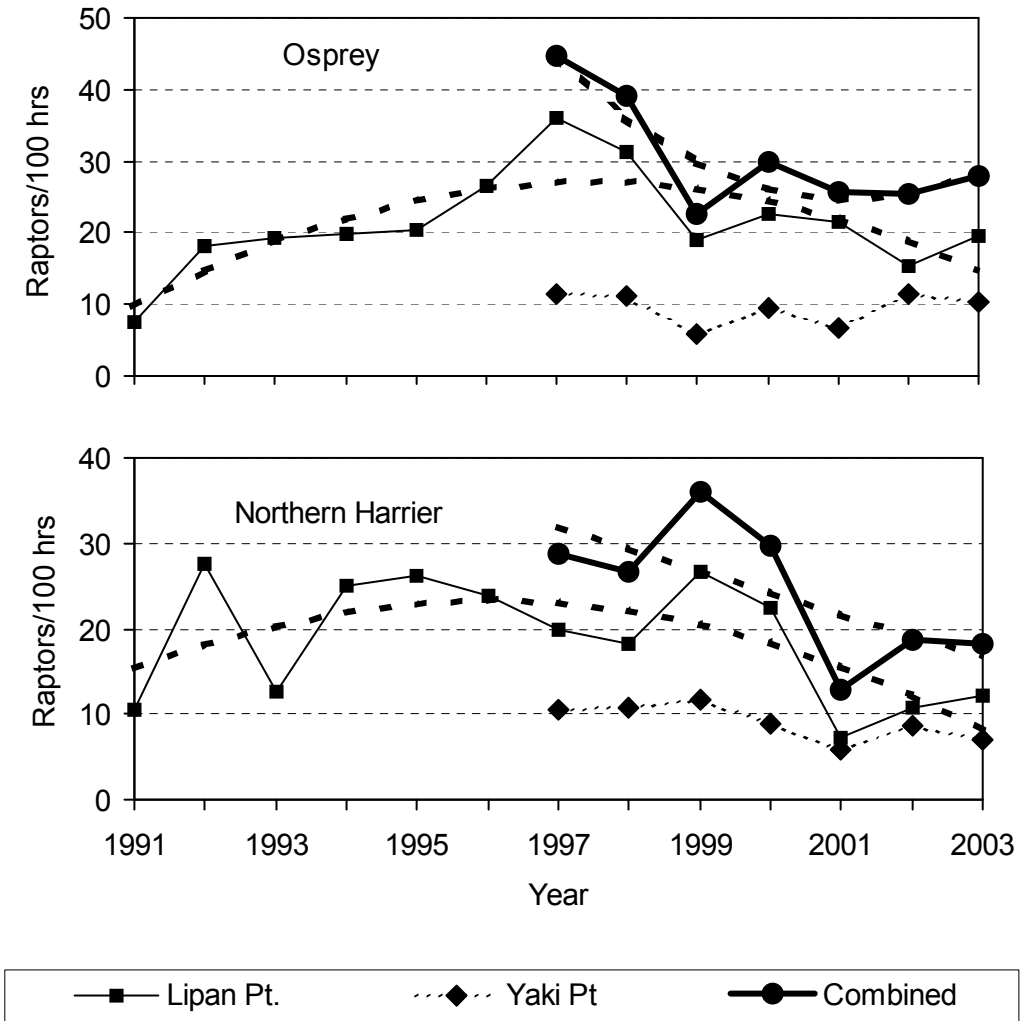 Osprey
Raptors/100 hrs
50
40
30
20
10
0
Northern Harrier
Raptors/100 hrs
40
30
20
10
0
1991 1993 1995 1997 1999 2001 2003
Year
Lipan Pt. Yaki Pt Combined